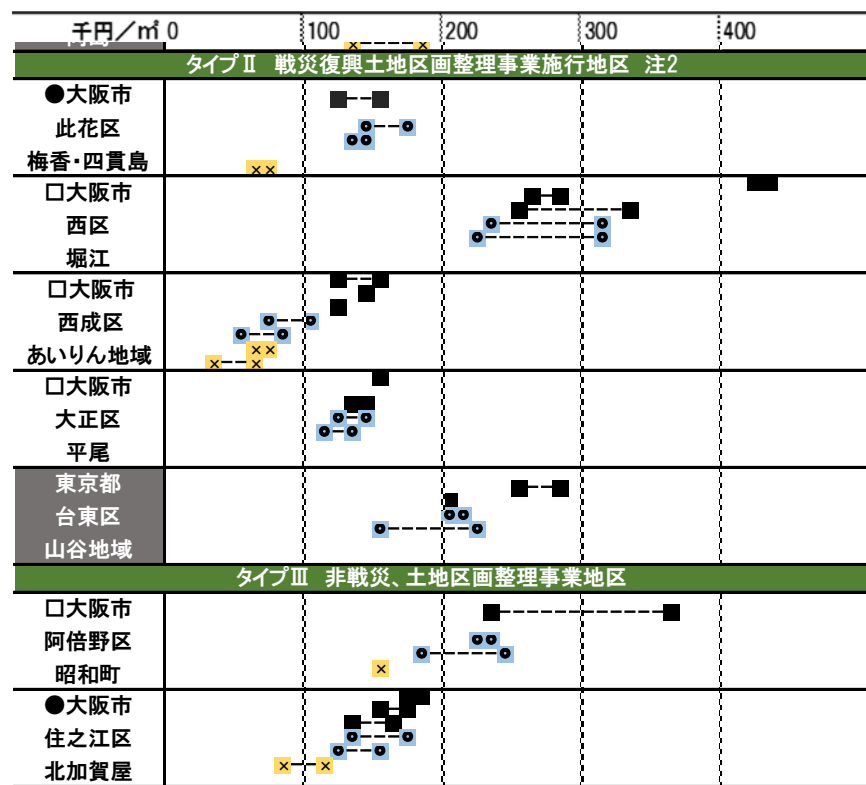 千円／㎡ 0 100 200 300 400
タイプⅡ 戦災復興土地区画整理事業施行地区 注2
●大阪市
此花区
梅香・四貫島
□大阪市
西区
堀江
□大阪市
西成区
あいりん地域
□大阪市
大正区
平尾
東京都
台東区
山谷地域
タイプⅢ 非戦災、土地区画整理事業地区
□大阪市
阿倍野区
昭和町
●大阪市
住之江区
北加賀屋